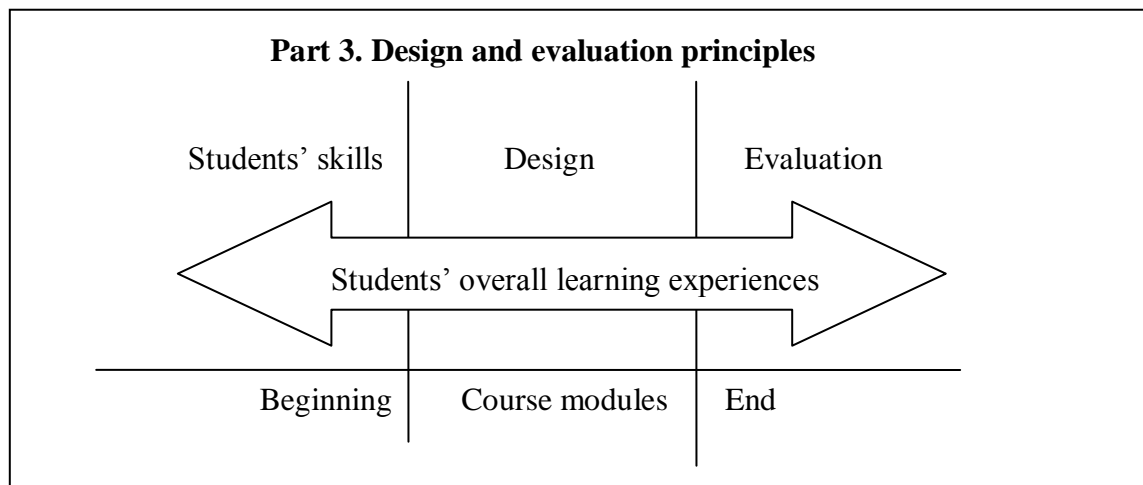 Part 3. Design and evaluation principles
Students’ skills Design Evaluation
Students’ overall learning experiences
Beginning Course modules End